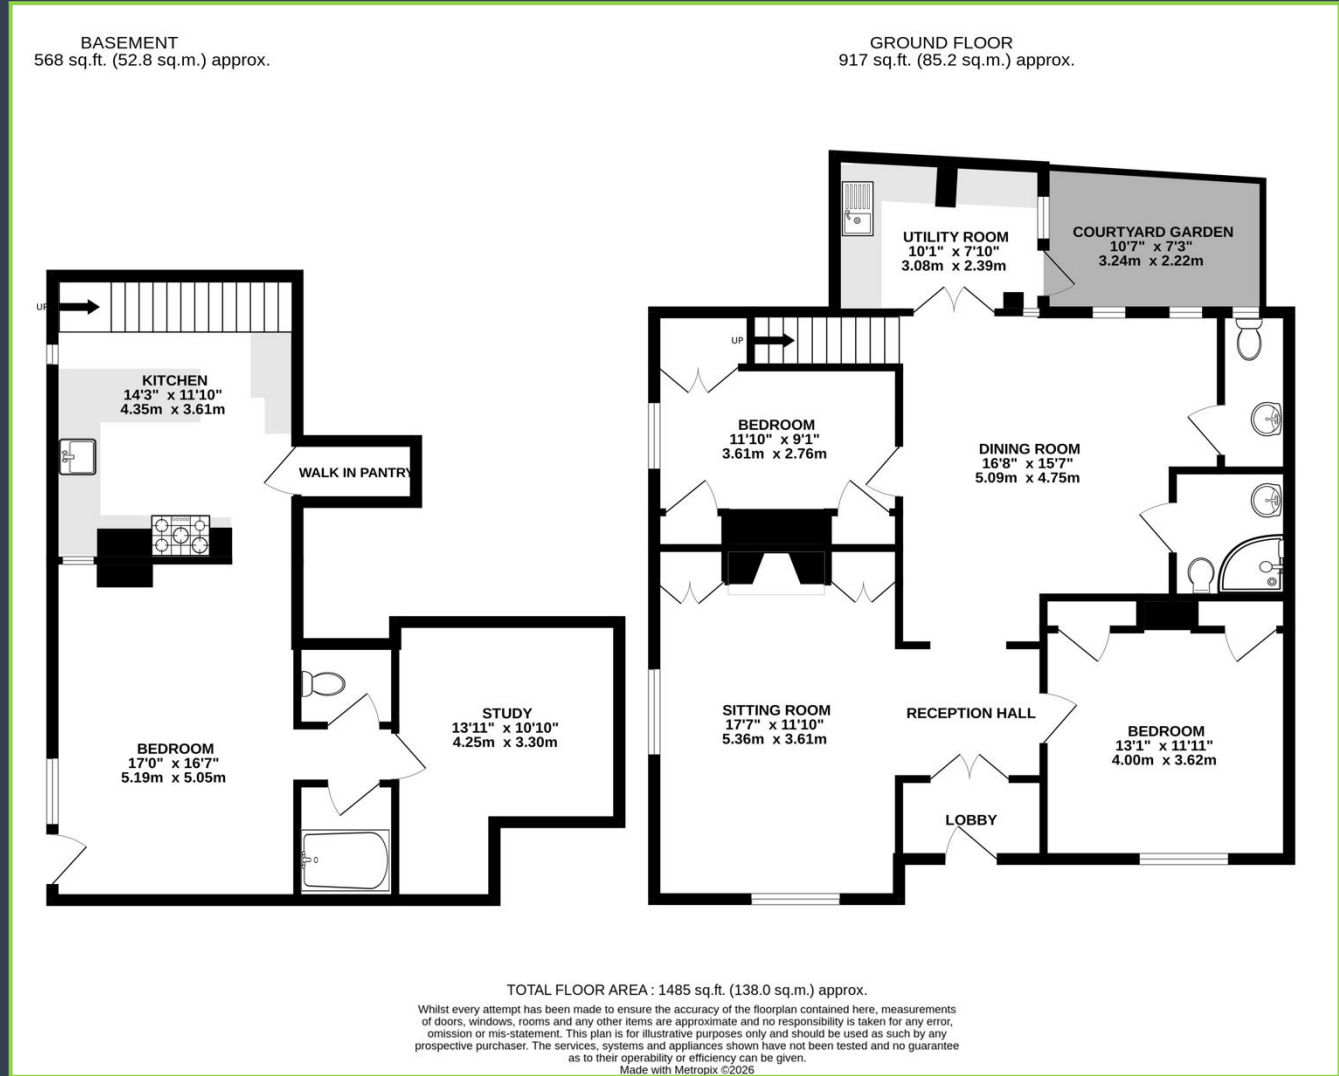 BASEMENT
568 sq.ft. (52.8 sq.m.) approx.
GROUND FLOOR
917 sq.ft. (85.2 sq.m.) approx.
UP
KITCHEN
14'3" x 11'10"
4.35m x 3.61m
WALK IN PANTRY
BEDROOM
17'0" x 16'7"
5.19m x 5.05m
STUDY
13'11" x 10'10"
4.25m x 3.30m
UTILITY ROOM
10'1" x 7'10"
3.08m x 2.39m
COURTYARD GARDEN
10'7" x 7'3"
3.24m x 2.22m
UP
BEDROOM
11'10" x 9'1"
3.61m x 2.76m
DINING ROOM
16'8" x 15'7"
5.09m x 4.75m
SITTING ROOM
17'7" x 11'10"
5.36m x 3.61m
RECEPTION HALL
BEDROOM
13'1" x 11'11"
4.00m x 3.62m
LOBBY
TOTAL FLOOR AREA : 1485 sq.ft. (138.0 sq.m.) approx.
Whilst every attempt has been made to ensure the accuracy of the floorplan contained here, measurements
of doors, windows, rooms and any other items are approximate and no responsibility is taken for any error,
omission or mis-statement. This plan is for illustrative purposes only and should be used as such by any
prospective purchaser. The services, systems and appliances shown have not been tested and no guarantee
as to their operability or efficiency can be given.
Made with Metropix ©2026